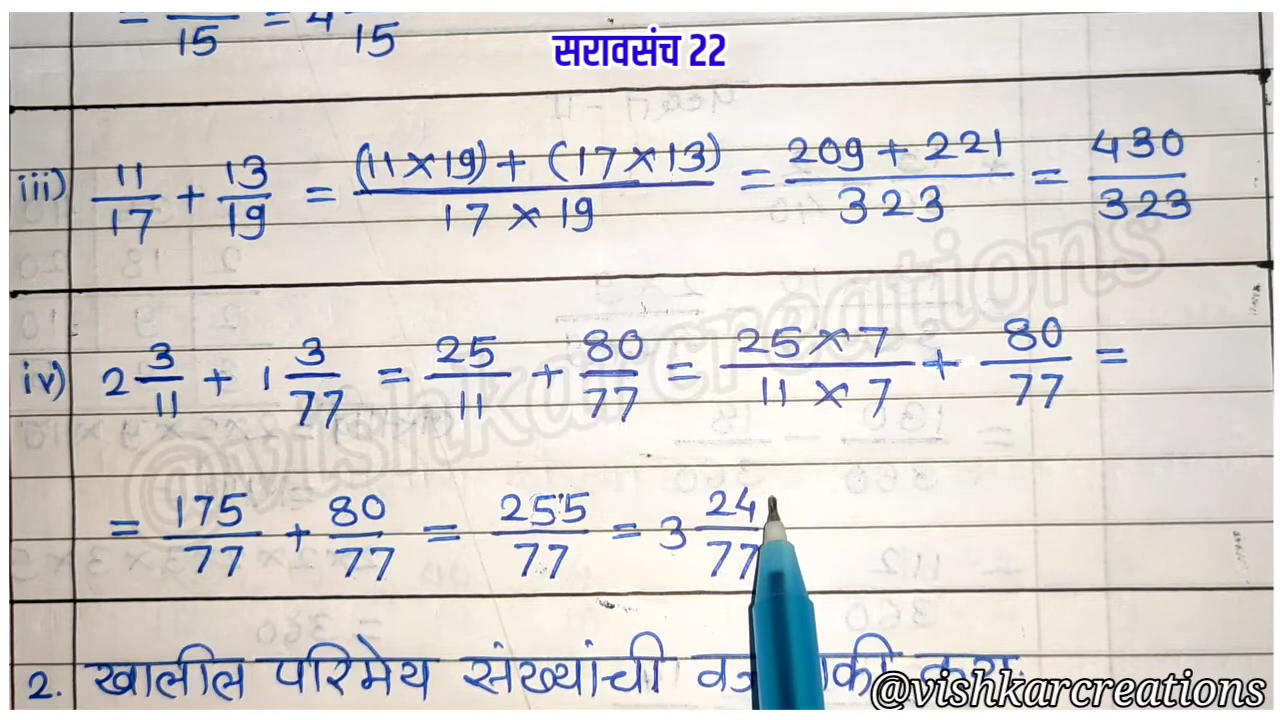 = 15 = 4 15
सरावसंच 22
iii) 11/17 + 13/19 = (11×19) + (17×13)/17 × 19 = 209 + 221/323 = 430/323
iv) 2 3/11 + 1 3/77 = 25/11 + 80/77 = 25 × 7/11 × 7 + 80/77 =
= 175/77 + 80/77 = 255/77 = 3 24/77
2. खालील परिमेय संख्यांची
@vishkarcreations
@vishkarcreations